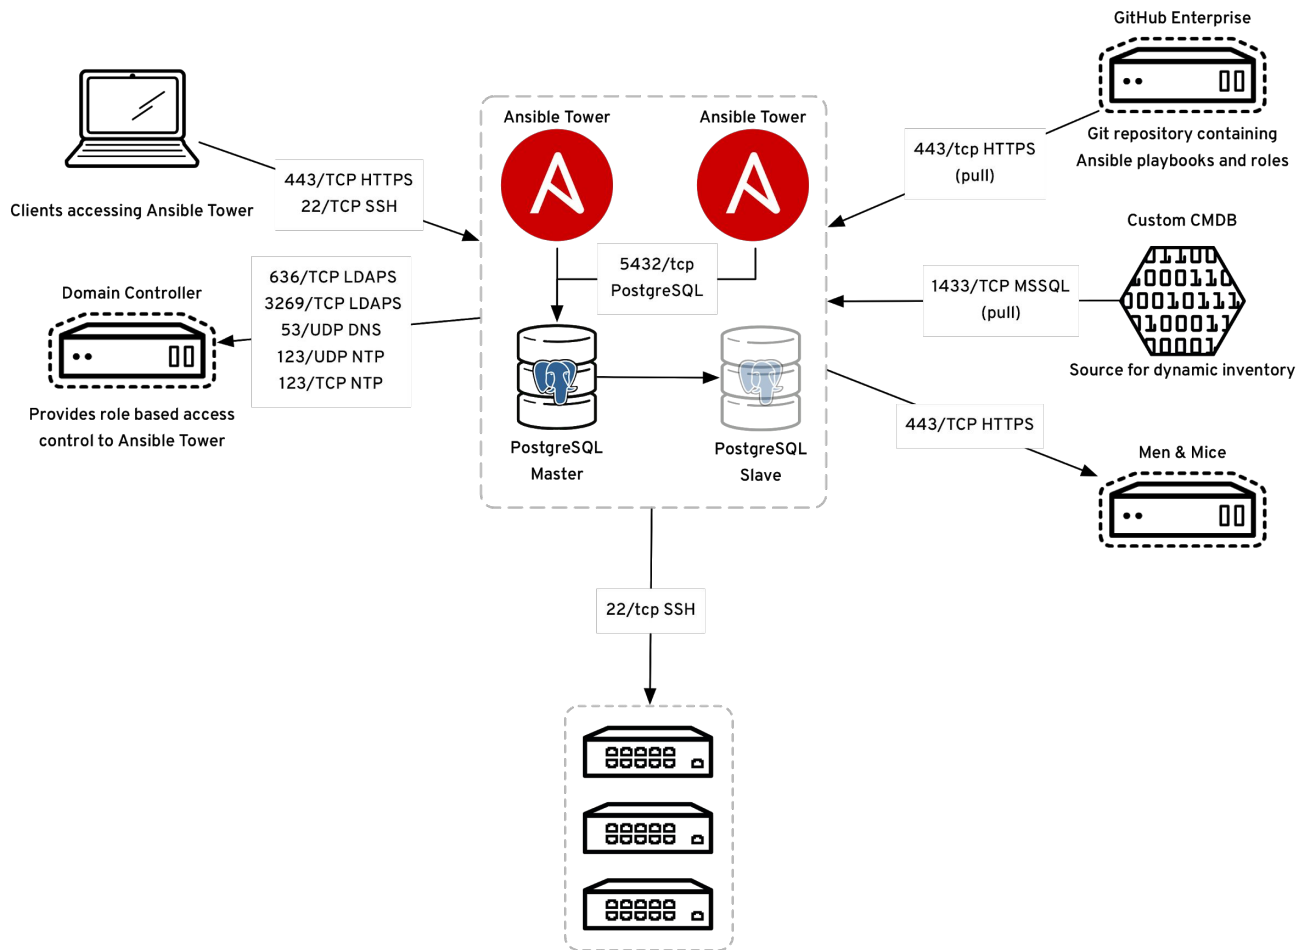 GitHub Enterprise
Ansible Tower
Ansible Tower
443/tcp HTTPS
(pull)
Git repository containing
Ansible playbooks and roles
443/TCP HTTPS
22/TCP SSH
Clients accessing Ansible Tower
Custom CMDB
5432/tcp
PostgreSQL
636/TCP LDAPS
3269/TCP LDAPS
53/UDP DNS
123/UDP NTP
123/TCP NTP
Domain Controller
1433/TCP MSSQL
(pull)
Source for dynamic inventory
Provides role based access
control to Ansible Tower
443/TCP HTTPS
PostgreSQL
Master
PostgreSQL
Slave
Men & Mice
22/tcp SSH